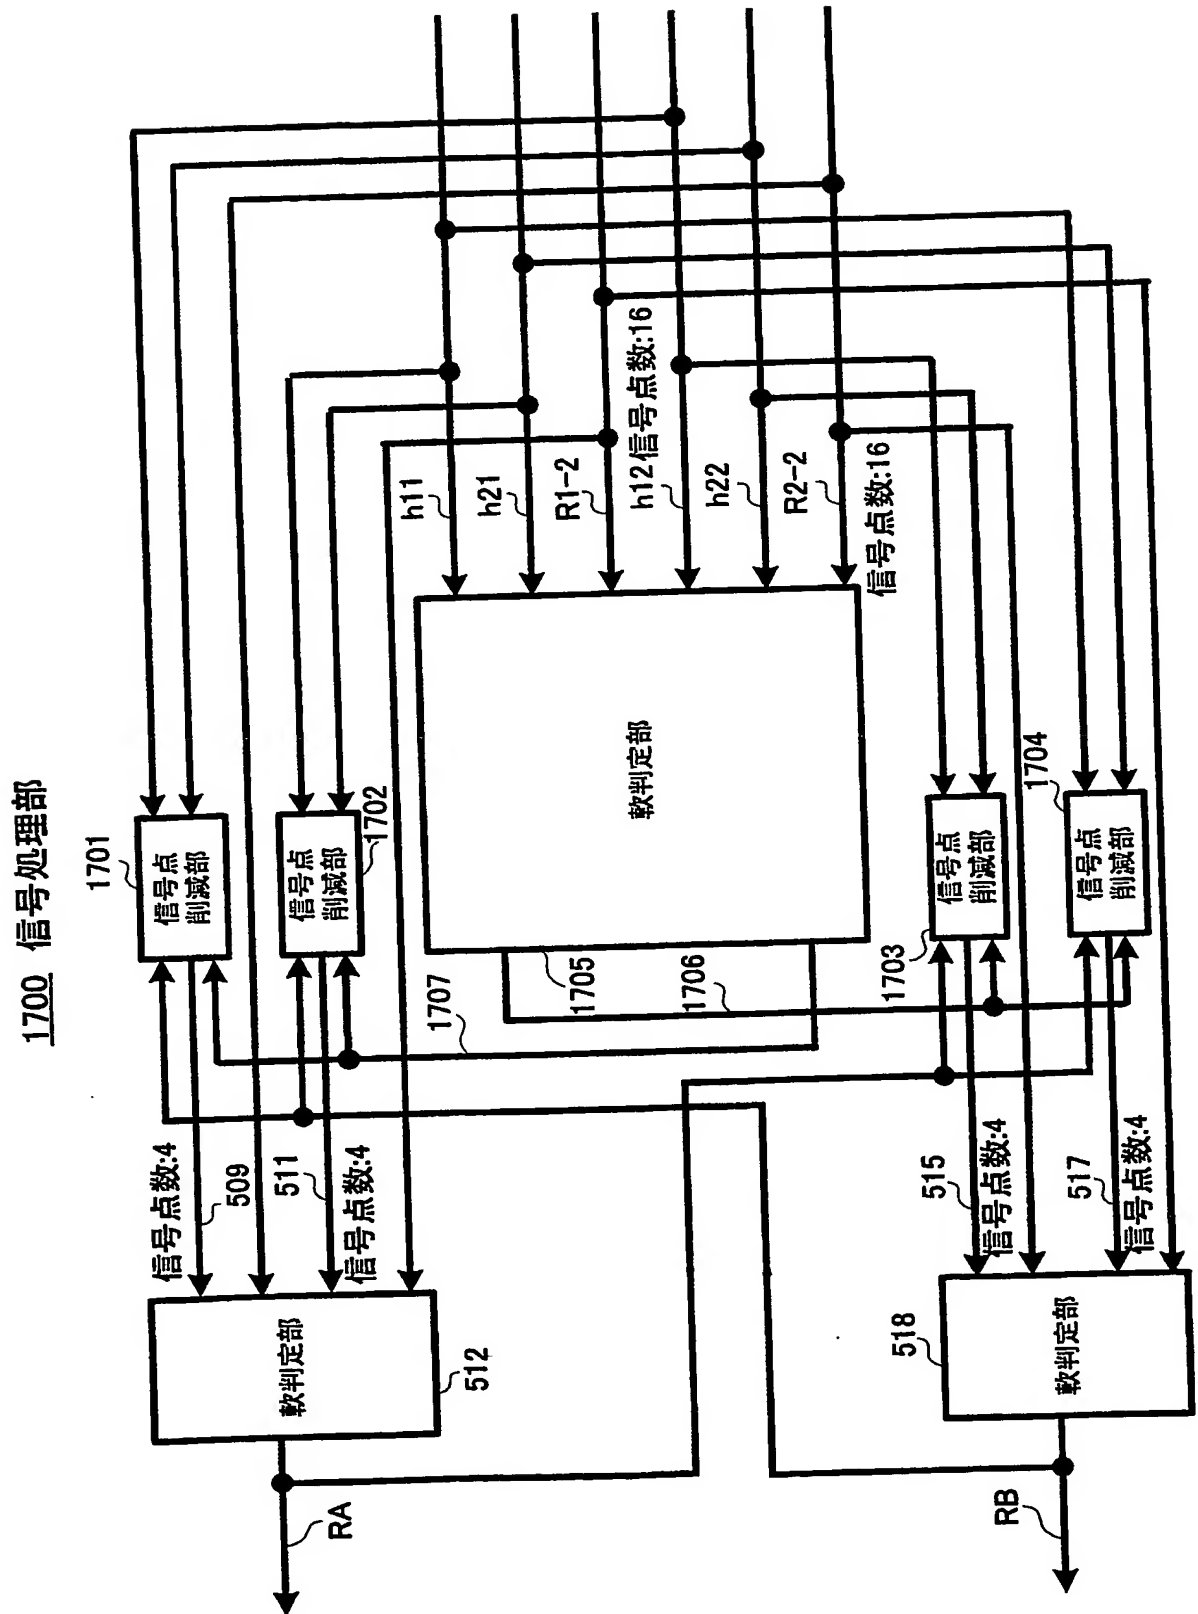 1700 信号処理部
1701
信号点
削減部
信号点
削減部
1702
h11
h21
R1-2
h12信号点数:16
h22
R2-2
信号点数:16
軟判定部
1705
1706
1707
1703
信号点
削減部
1704
信号点
削減部
信号点数:4
509
511
信号点数:4
515
信号点数:4
517
信号点数:4
軟判定部
512
518
軟判定部
RA
RB